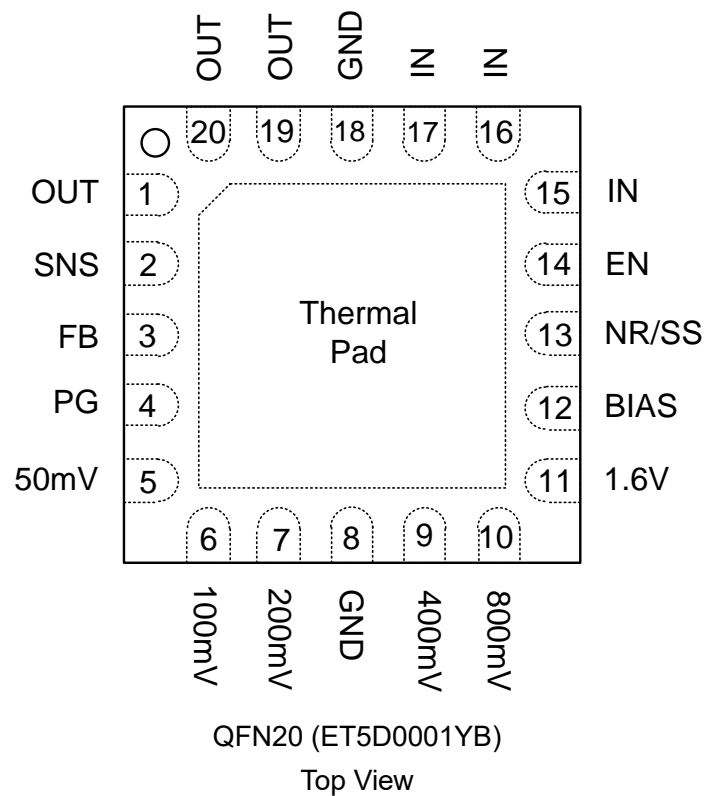 OUT
OUT
GND
IN
IN
20
19
18
17
16
OUT
1
15
IN
SNS
2
14
EN
FB
3
Thermal
Pad
13
NR/SS
PG
4
12
BIAS
50mV
5
11
1.6V
6
7
8
9
10
100mV
200mV
GND
400mV
800mV
QFN20 (ET5D0001YB)
Top View